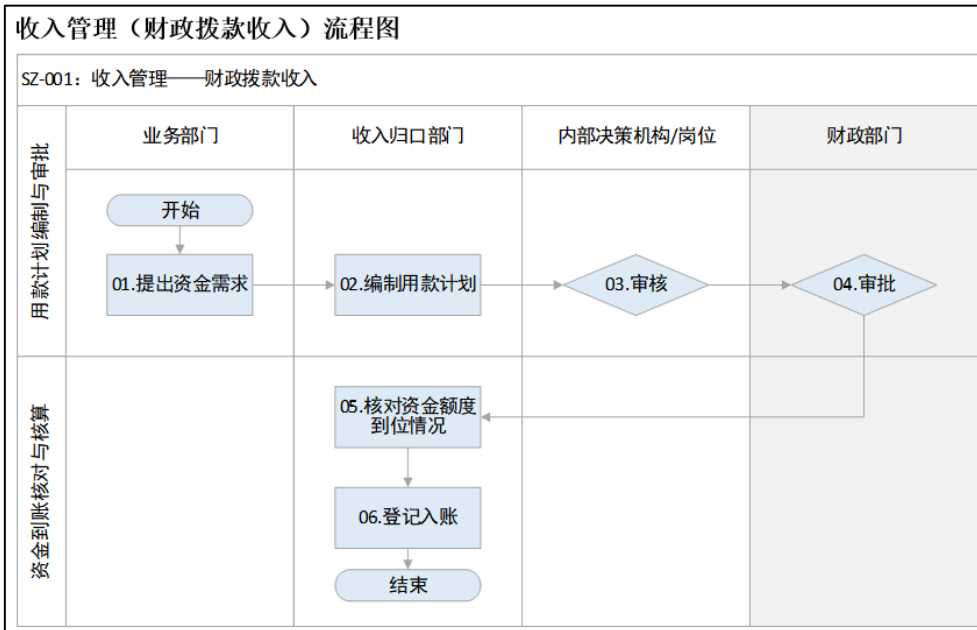 收入管理（财政拨款收入）流程图
SZ-001：收入管理——财政拨款收入
业务部门
收入归口部门
内部决策机构/岗位
财政部门
用款计划编制与审批
开始
01.提出资金需求
02.编制用款计划
03.审核
04.审批
资金到账核对与核算
05.核对资金额度
到位情况
06.登记入账
结束